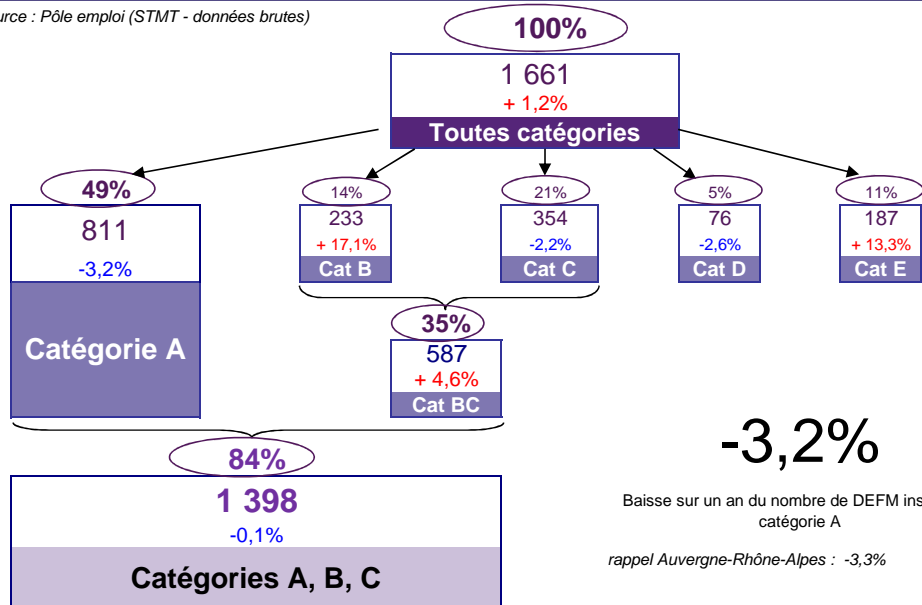 Source : Pôle emploi (STMT - données brutes)
100%
1 661
+ 1,2%
Toutes catégories
49%
811
-3,2%
Catégorie A
14%
233
+ 17,1%
Cat B
21%
354
-2,2%
Cat C
5%
76
-2,6%
Cat D
11%
187
+ 13,3%
Cat E
35%
587
+ 4,6%
Cat BC
84%
1 398
-0,1%
Catégories A, B, C
-3,2%
Baisse sur un an du nombre de DEFM ins
catégorie A
rappel Auvergne-Rhône-Alpes : -3,3%